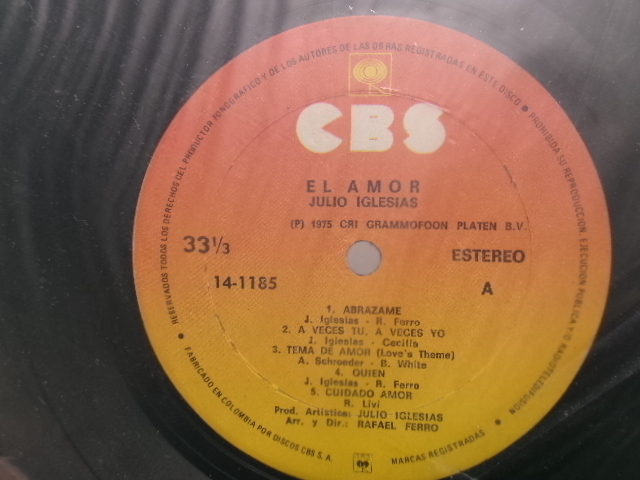 RESERVADOS TODOS LOS DERECHOS DEL PRODUCTOR FONOGRAFICO Y DE LOS AUTORES DE LAS OBRAS REGISTRADAS EN ESTE DISCO • PROHIBIDA SU REPRODUCCION, EJECUCION PUBLICA Y/O RADIOTELEDIFUSION
CBS
EL AMOR
JULIO IGLESIAS
(P) 1975 CRI GRAMMOFOON PLATEN B.V.
33 1/3
ESTEREO
14-1185
A
1. ABRAZAME
J. Iglesias - R. Ferro
2. A VECES TU, A VECES YO
J. Iglesias - Cecilia
3. TEMA DE AMOR (Love's Theme)
A. Schroeder - B. White
4. QUIEN
J. Iglesias - R. Ferro
5. CUIDADO AMOR
R. Livi
Prod. Artistica: JULIO IGLESIAS
Arr. y Dir.: RAFAEL FERRO
• FABRICADO EN COLOMBIA POR DISCOS CBS S. A.
CBS
MARCAS REGISTRADAS •